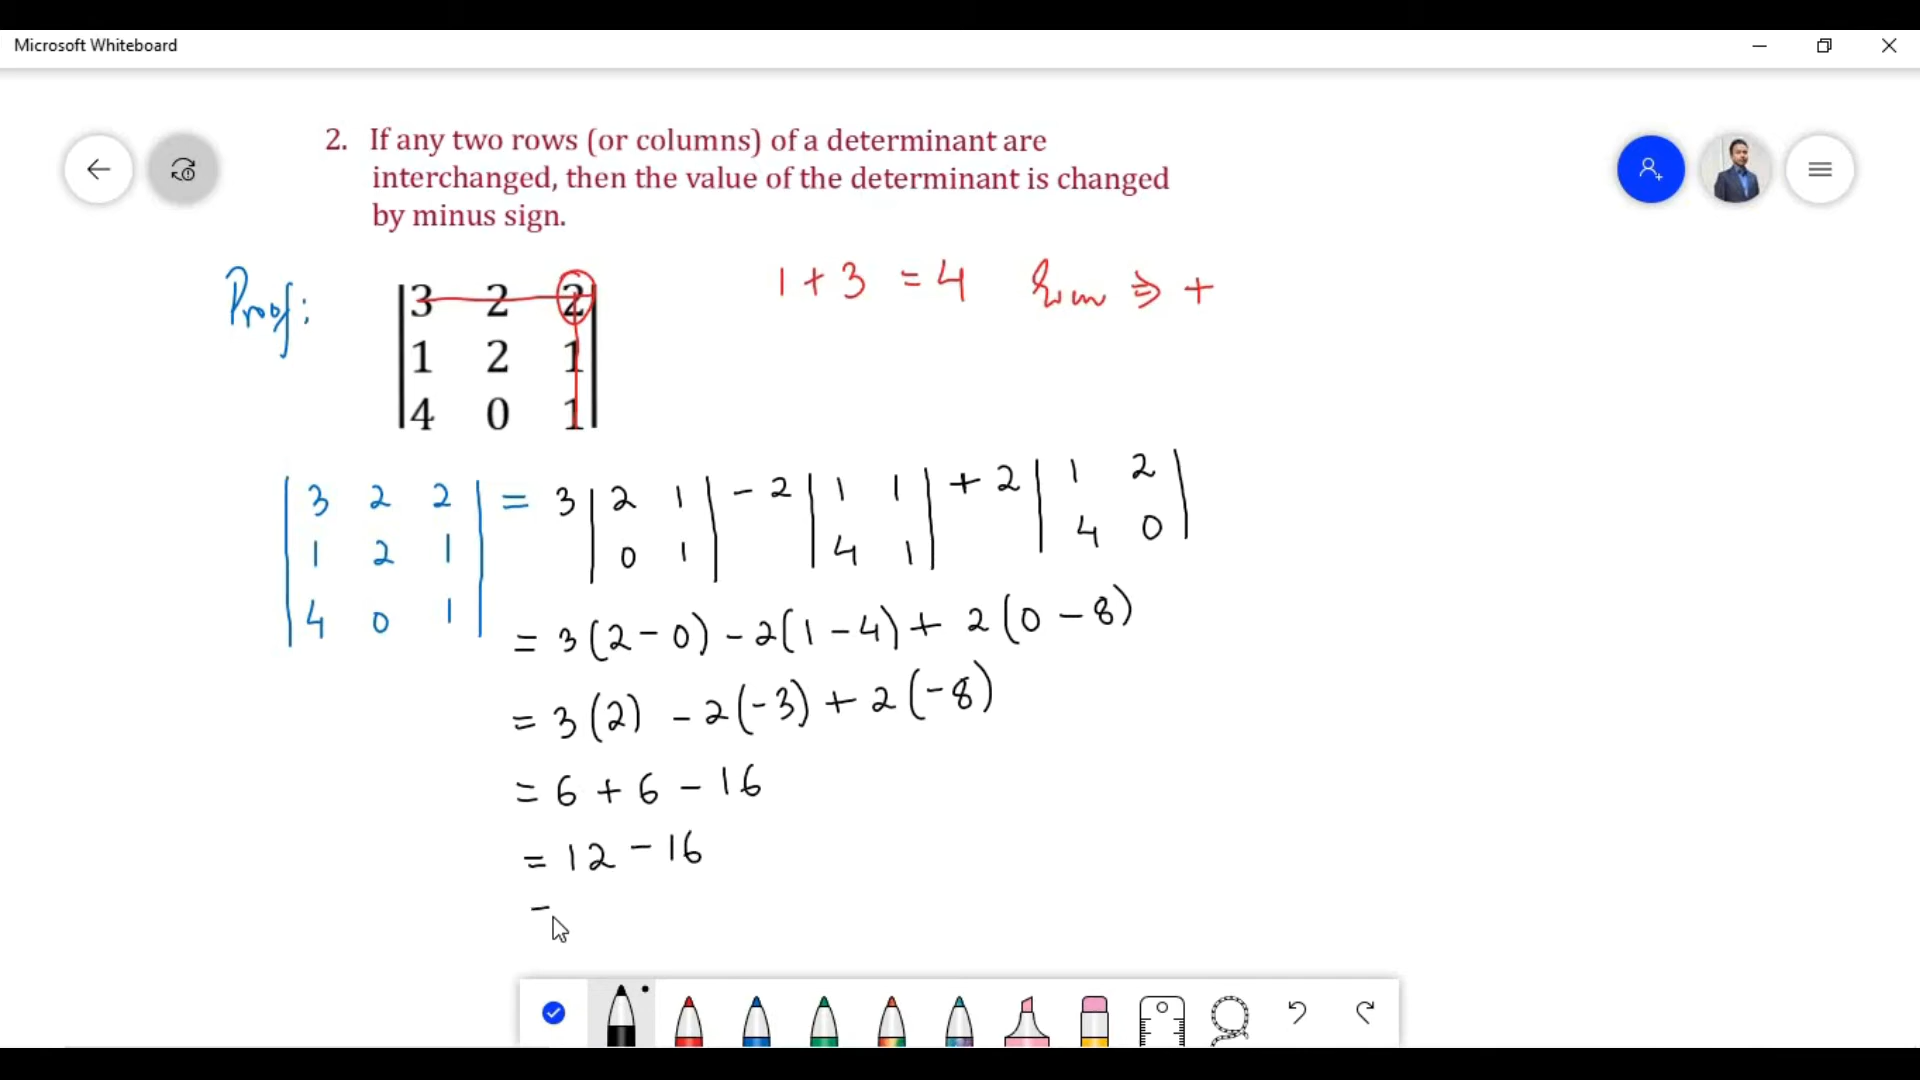 Microsoft Whiteboard
2. If any two rows (or columns) of a determinant are
interchanged, then the value of the determinant is changed
by minus sign.
Proof:
|3 2 2|
|1 2 1|
|4 0 1|
1 + 3 = 4 ⇒ +
|3 2 2| = 3 |2 1| - 2 |1 1| + 2 |1 2|
|1 2 1| |0 1| |4 1| |4 0|
|4 0 1|
= 3(2 - 0) - 2(1 - 4) + 2(0 - 8)
= 3(2) - 2(-3) + 2(-8)
= 6 + 6 - 16
= 12 - 16
-